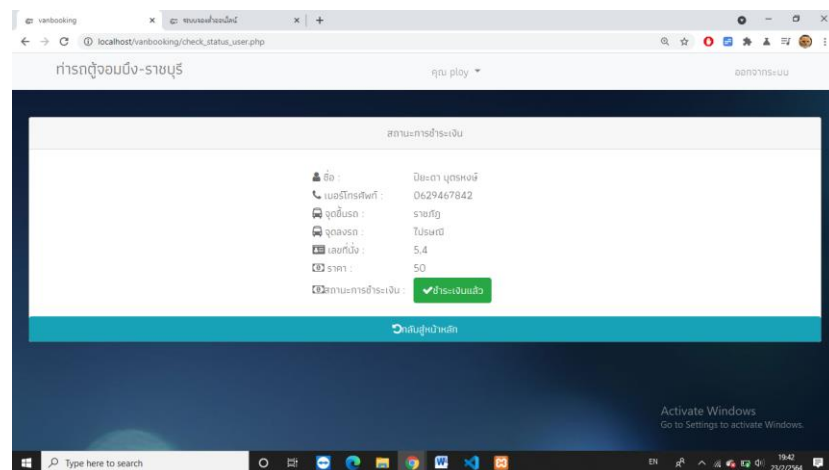 vanbooking
ระบบจองตั๋วออนไลน์
localhost/vanbooking/check_status_user.php
ท่ารถตู้จอมบึง-ราชบุรี
คุณ ploy
ออกจากระบบ
สถานะการชำระเงิน
ชื่อ :
ปิยะดา บุตรหงษ์
เบอร์โทรศัพท์ :
0629467842
จุดขึ้นรถ :
ราชภัฏ
จุดลงรถ :
ไปรษณี
เลขที่นั่ง :
5,4
ราคา :
50
สถานะการชำระเงิน :
ชำระเงินแล้ว
กลับสู่หน้าหลัก
Activate Windows
Go to Settings to activate Windows.
Type here to search
EN
19:42
23/2/2564